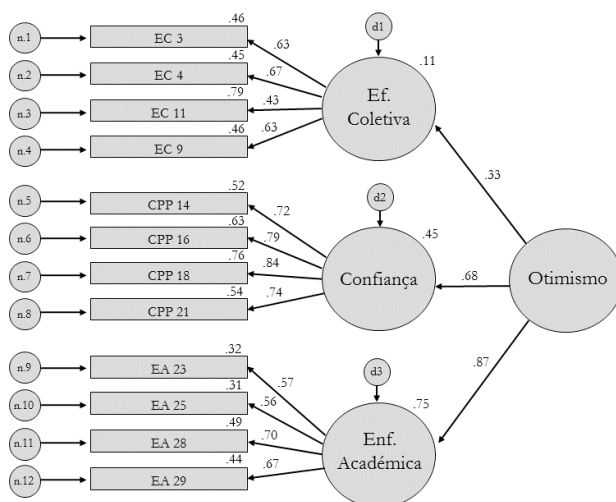 .46
d1
n.1
EC 3
.63
.11
.45
n.2
EC 4
.67
Ef.
Coletiva
.79
n.3
EC 11
.43
.46
n.4
EC 9
.63
.33
.52
n.5
CPP 14
d2
.72
.63
n.6
CPP 16
.79
.45
.76
n.7
CPP 18
.84
Confiança
.68
Otimismo
.54
n.8
CPP 21
.74
.87
.32
n.9
EA 23
d3
.57
.31
n.10
EA 25
.56
.75
.49
n.11
EA 28
.70
Enf.
Académica
.44
n.12
EA 29
.67